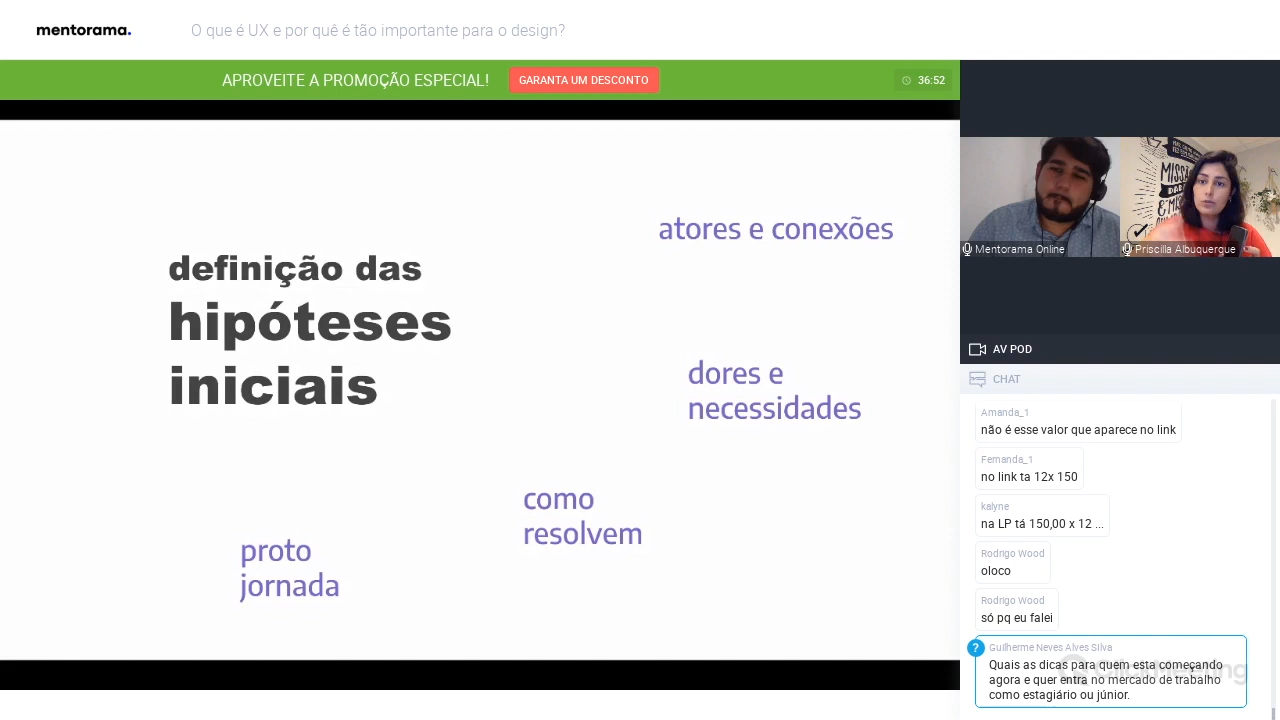 mentorama.
O que é UX e por quê é tão importante para o design?
APROVEITE A PROMOÇÃO ESPECIAL!
GARANTA UM DESCONTO
36:52
definição das
hipóteses
iniciais
atores e conexões
dores e
necessidades
como
resolvem
proto
jornada
MISSÃO
Mentorama Online
Priscilla Albuquerque
AV POD
CHAT
Amanda_1
não é esse valor que aparece no link
Fernanda_1
no link ta 12x 150
kalyne
na LP tá 150,00 x 12 ...
Rodrigo Wood
oloco
Rodrigo Wood
só pq eu falei
?
Guilherme Neves Alves SIlva
Quais as dicas para quem esta começando
agora e quer entra no mercado de trabalho
como estagiário ou júnior.
ClickMeeting